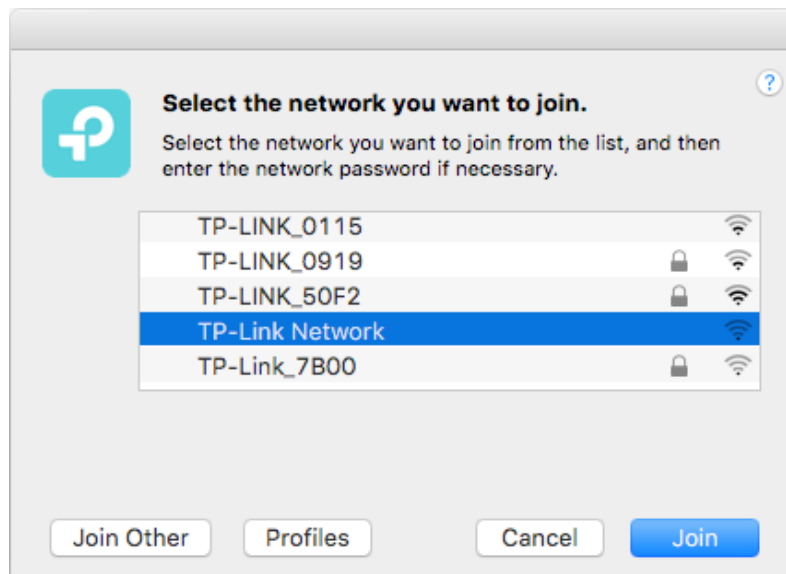 ?
Select the network you want to join.
Select the network you want to join from the list, and then
enter the network password if necessary.
TP-LINK_0115
TP-LINK_0919
TP-LINK_50F2
TP-Link Network
TP-Link_7B00
Join Other Profiles Cancel Join